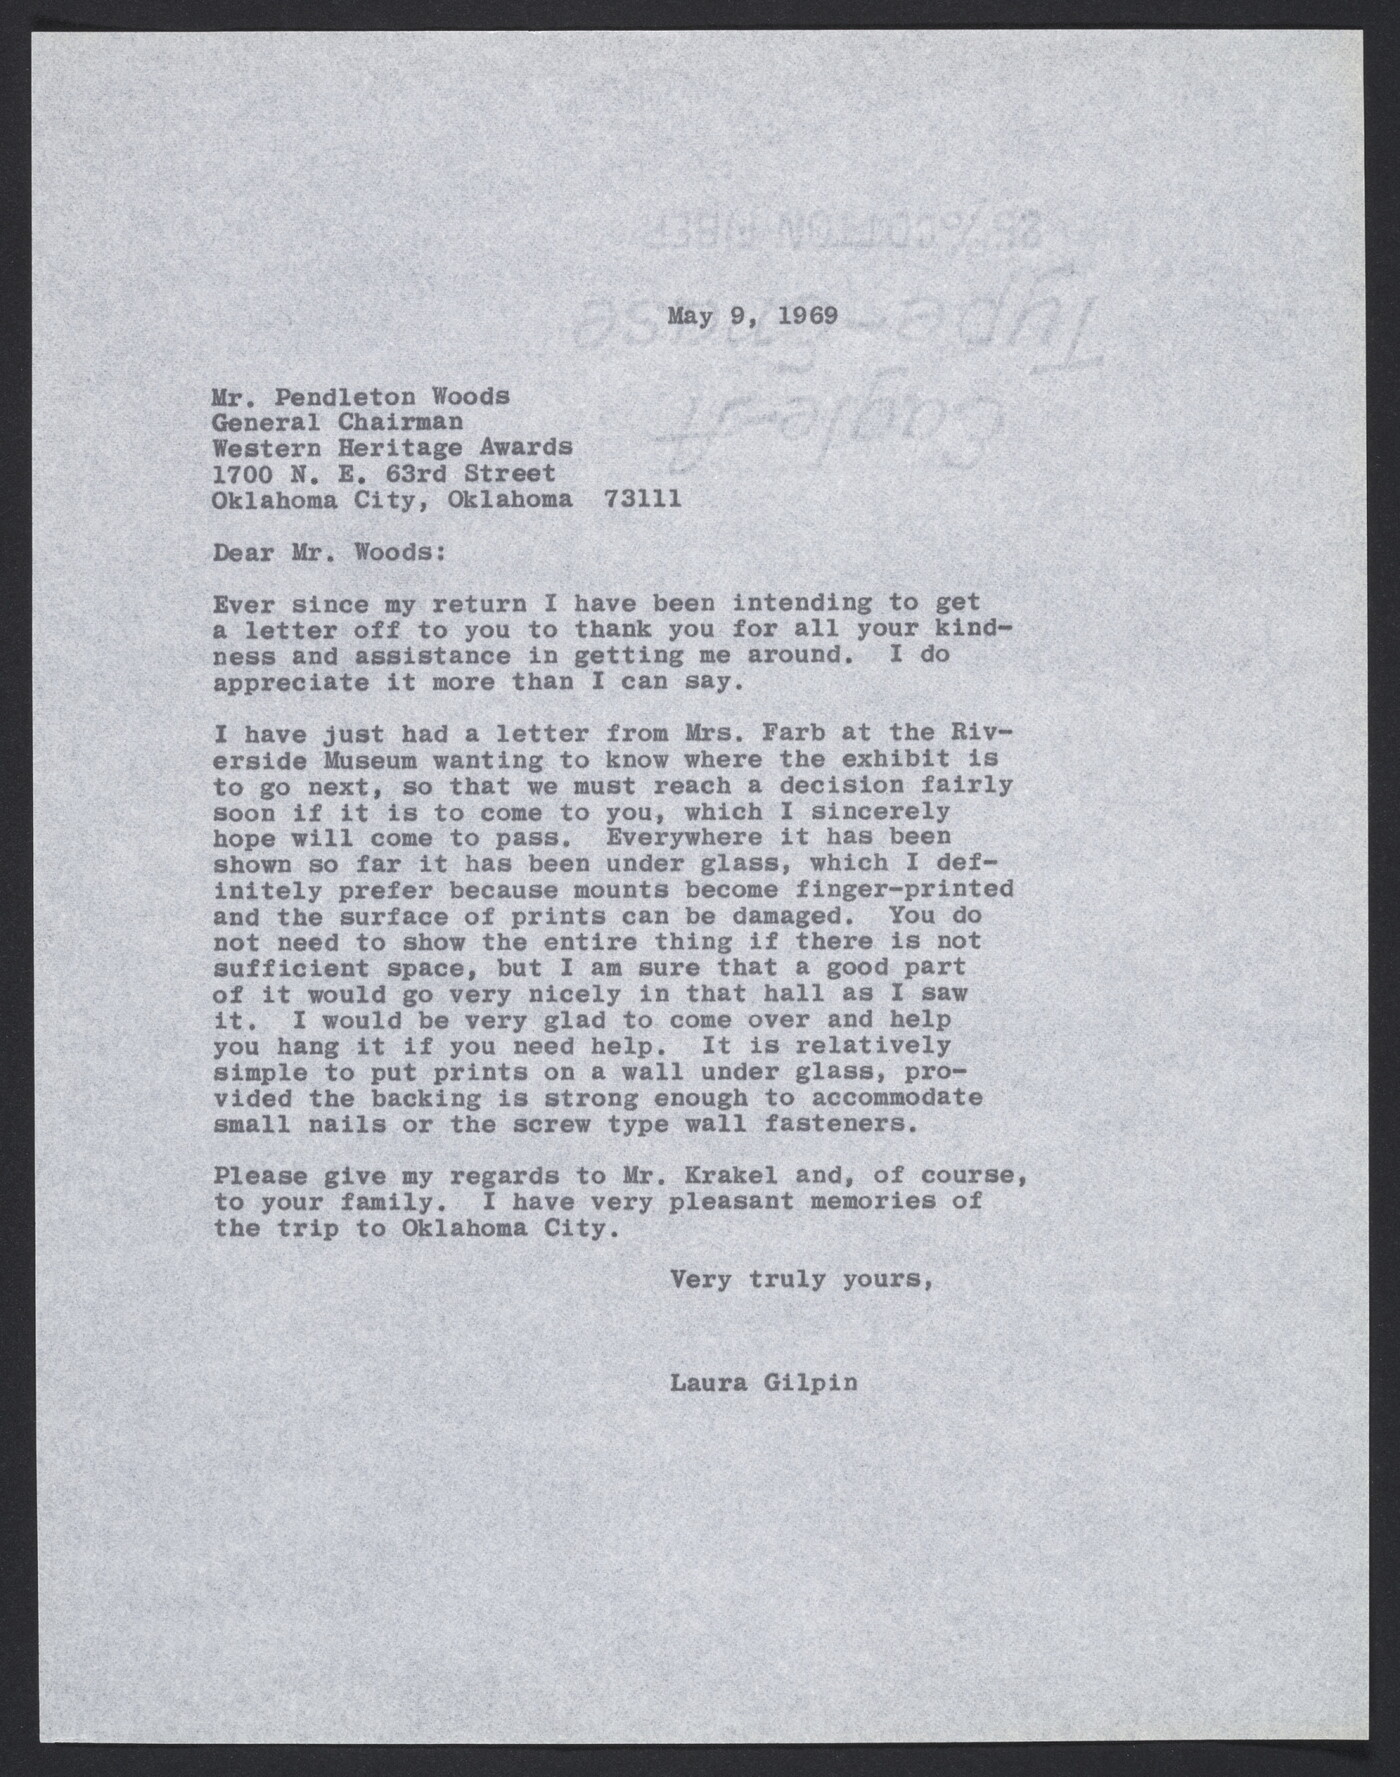 May 9, 1969
Mr. Pendleton Woods
General Chairman
Western Heritage Awards
1700 N. E. 63rd Street
Oklahoma City, Oklahoma  73111
Dear Mr. Woods:
Ever since my return I have been intending to get
a letter off to you to thank you for all your kind-
ness and assistance in getting me around.  I do
appreciate it more than I can say.
I have just had a letter from Mrs. Farb at the Riv-
erside Museum wanting to know where the exhibit is
to go next, so that we must reach a decision fairly
soon if it is to come to you, which I sincerely
hope will come to pass.  Everywhere it has been
shown so far it has been under glass, which I def-
initely prefer because mounts become finger-printed
and the surface of prints can be damaged.  You do
not need to show the entire thing if there is not
sufficient space, but I am sure that a good part
of it would go very nicely in that hall as I saw
it.  I would be very glad to come over and help
you hang it if you need help.  It is relatively
simple to put prints on a wall under glass, pro-
vided the backing is strong enough to accommodate
small nails or the screw type wall fasteners.
Please give my regards to Mr. Krakel and, of course,
to your family.  I have very pleasant memories of
the trip to Oklahoma City.
Very truly yours,
Laura Gilpin